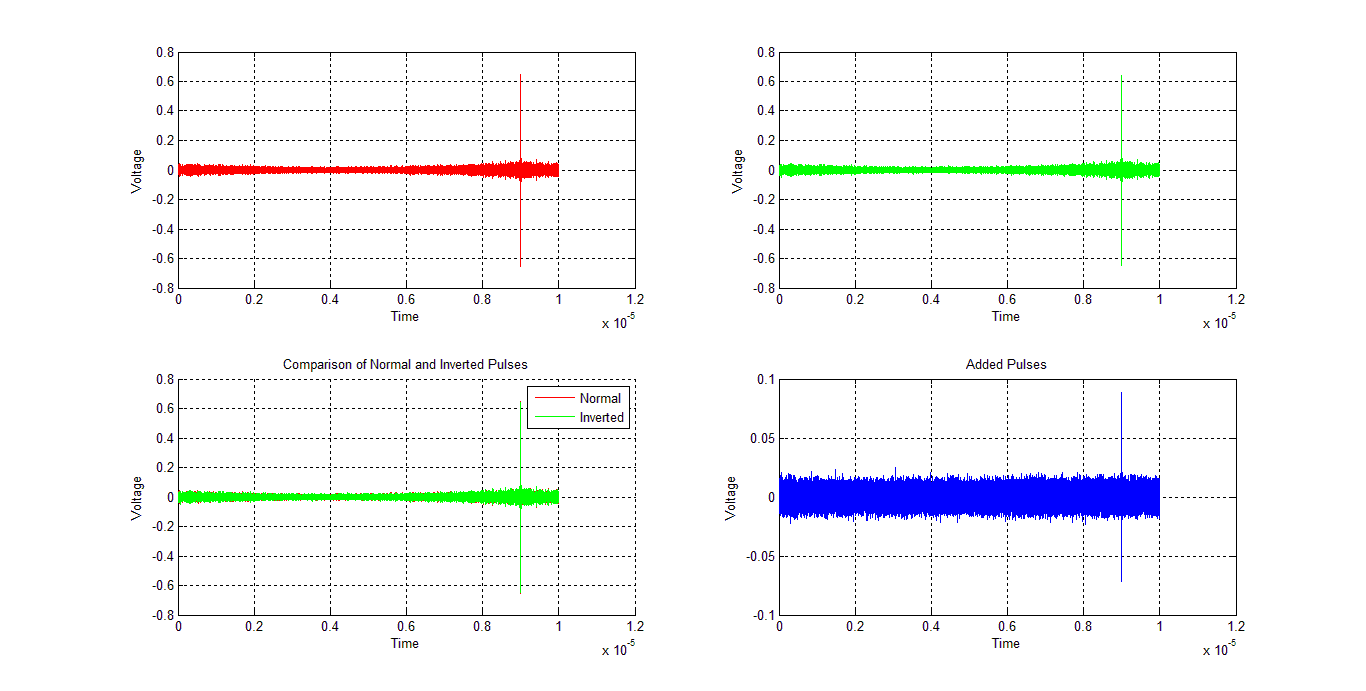 0.8
0.6
0.4
0.2
0
-0.2
-0.4
-0.6
-0.8
Voltage
0 0.2 0.4 0.6 0.8 1 1.2
Time
x 10^-5
0.8
0.6
0.4
0.2
0
-0.2
-0.4
-0.6
-0.8
Voltage
0 0.2 0.4 0.6 0.8 1 1.2
Time
x 10^-5
Comparison of Normal and Inverted Pulses
0.8
0.6
0.4
0.2
0
-0.2
-0.4
-0.6
-0.8
Voltage
Normal
Inverted
0 0.2 0.4 0.6 0.8 1 1.2
Time
x 10^-5
Added Pulses
0.1
0.05
0
-0.05
-0.1
Voltage
0 0.2 0.4 0.6 0.8 1 1.2
Time
x 10^-5